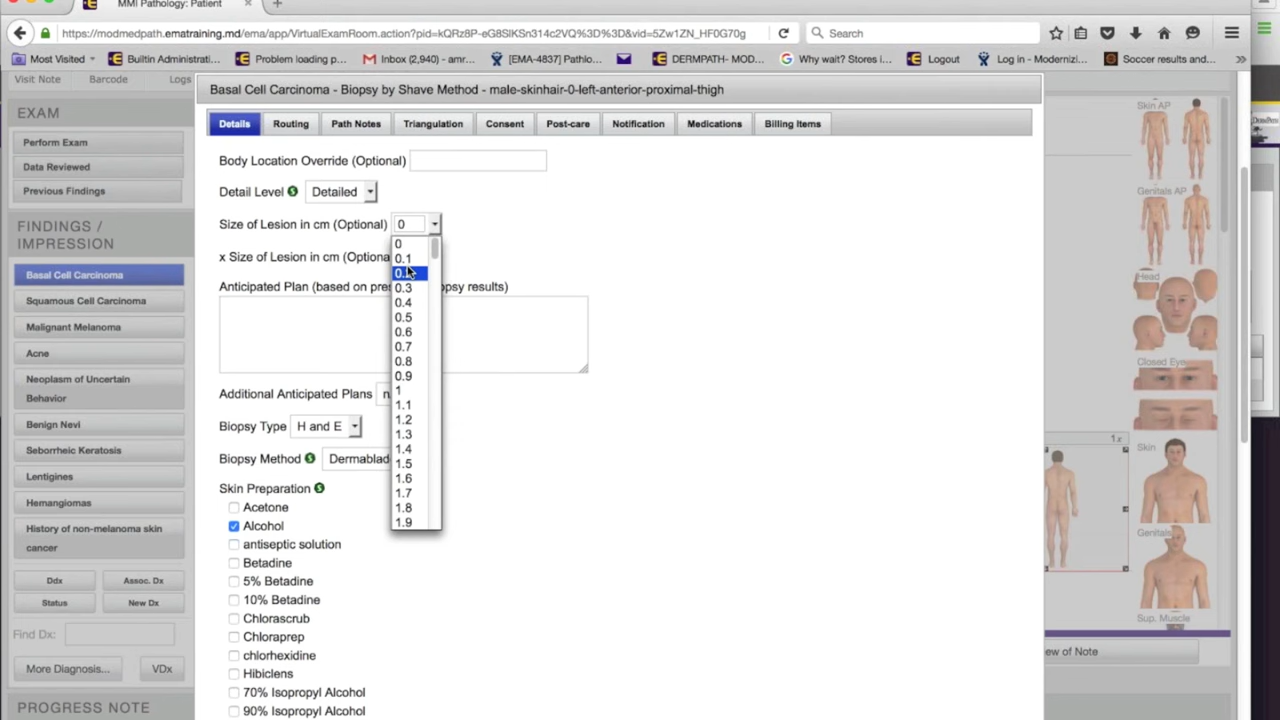 MMI Pathology: Patient
https://modmedpath.ematraining.md/ema/app/VirtualExamRoom.action?pid=kQRz8P-eG8SlKSn314c2VQ%3D%3D&vid=5Zw1ZN_HF0G70g
Search
Most Visited
Builtin Administrati...
Problem loading p...
Inbox (2,940) - amr...
[EMA-4837] Pathlo...
DERMPATH- MOD...
Why wait? Stores i...
Logout
Log in - Modernizi...
Soccer results and...
Visit Note
Barcode
Logs
Basal Cell Carcinoma - Biopsy by Shave Method - male-skinhair-0-left-anterior-proximal-thigh
Details
Routing
Path Notes
Triangulation
Consent
Post-care
Notification
Medications
Billing Items
EXAM
Perform Exam
Data Reviewed
Previous Findings
FINDINGS /
IMPRESSION
Basal Cell Carcinoma
Squamous Cell Carcinoma
Malignant Melanoma
Acne
Neoplasm of Uncertain
Behavior
Benign Nevi
Seborrheic Keratosis
Lentigines
Hemangiomas
History of non-melanoma skin
cancer
Ddx
Assoc. Dx
Status
New Dx
Find Dx:
More Diagnosis...
VDx
PROGRESS NOTE
Body Location Override (Optional)
Detail Level
Detailed
Size of Lesion in cm (Optional)
0
x Size of Lesion in cm (Optiona
Anticipated Plan (based on pres
opsy results)
Additional Anticipated Plans
Biopsy Type
H and E
Biopsy Method
Dermablad
0
0.1
0.3
0.4
0.5
0.6
0.7
0.8
0.9
1
1.1
1.2
1.3
1.4
1.5
1.6
1.7
1.8
1.9
Skin Preparation
Acetone
Alcohol
antiseptic solution
Betadine
5% Betadine
10% Betadine
Chlorascrub
Chloraprep
chlorhexidine
Hibiclens
70% Isopropyl Alcohol
90% Isopropyl Alcohol
Skin AP
Genitals AP
Head
Closed Eye
1x
Skin
Genitals
Sup. Muscle
ew of Note